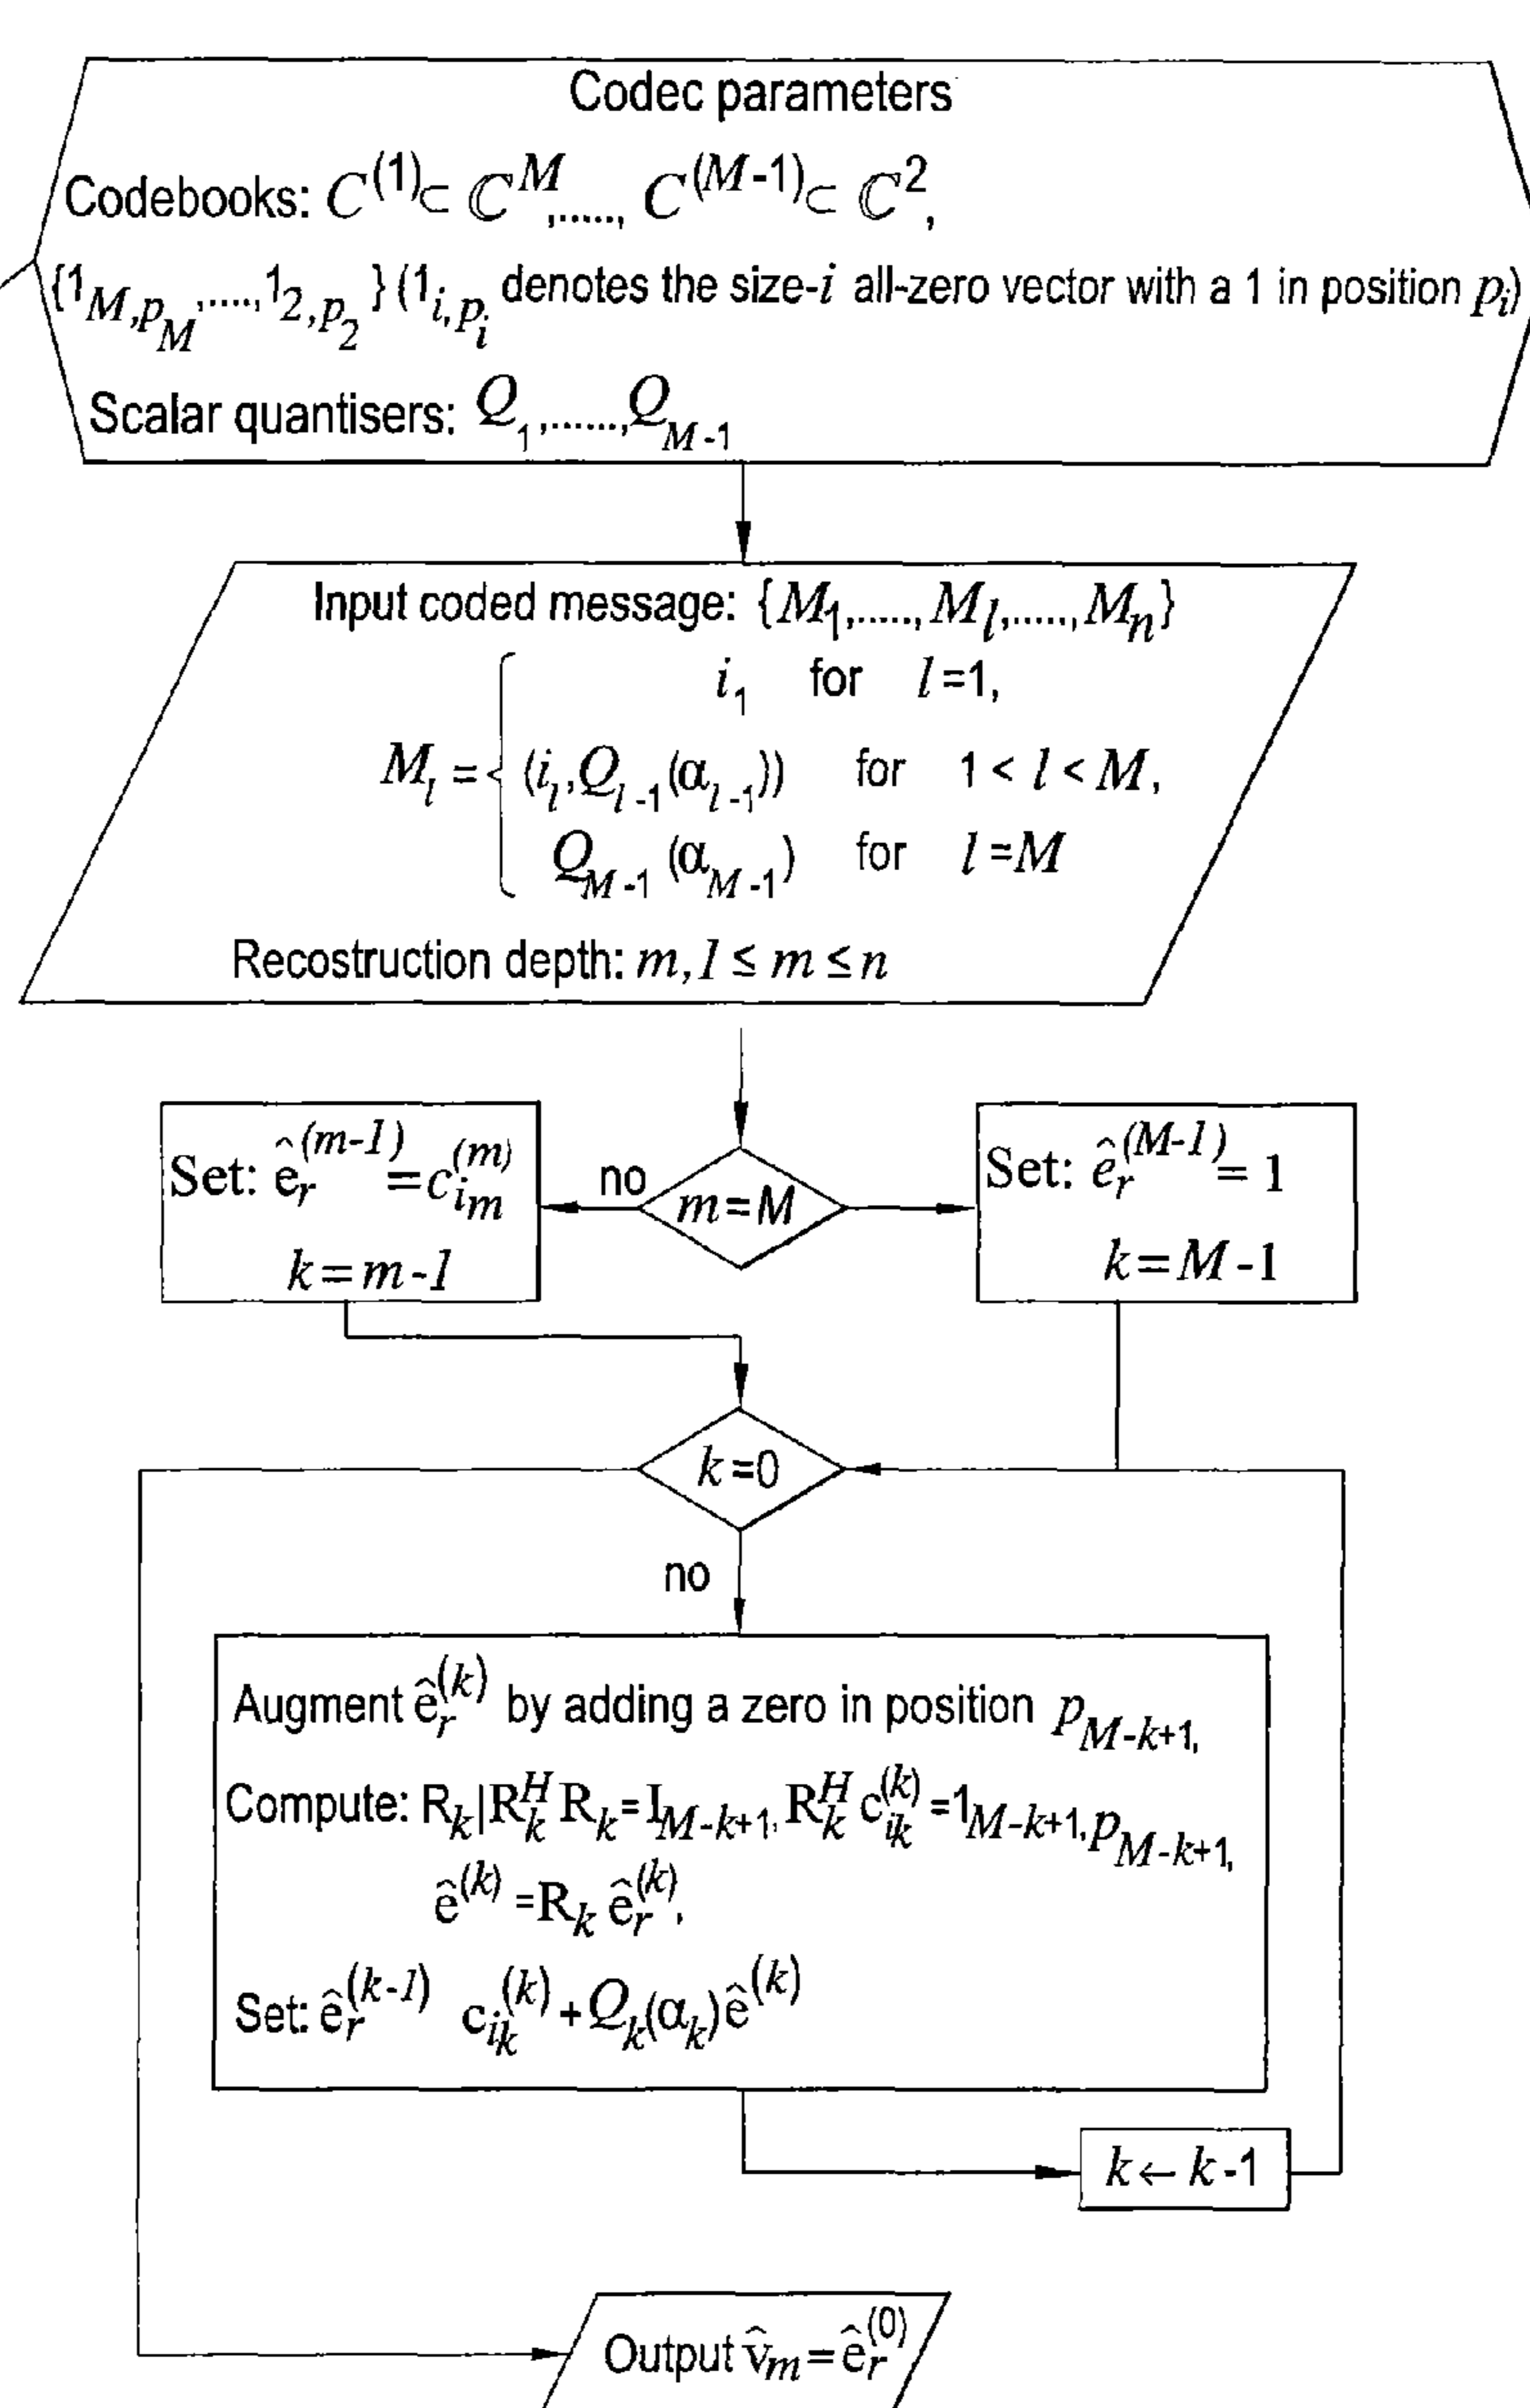 Codec parameters
Codebooks: C^(1) ⊂ ℂ^M,......, C^(M-1) ⊂ ℂ^2,
{1_{M,p_M},....,1_{2,p_2}} (1_{i,p_i} denotes the size-i all-zero vector with a 1 in position p_i)
Scalar quantisers: Q_1,......,Q_{M-1}
Input coded message: {M_1,....., M_l,....., M_n}
i_1 for l=1,
M_l = { (i_l,Q_{l-1}(α_{l-1})) for 1 < l < M,
Q_{M-1}(α_{M-1}) for l=M
Recostruction depth: m, 1 ≤ m ≤ n
Set: ê_r^(m-1) = c_{i_m}^(m)
k=m-1
no
m=M
Set: ê_r^(M-1) = 1
k=M-1
k=0
no
Augment ê_r^(k) by adding a zero in position p_{M-k+1},
Compute: R_k|R_k^H R_k=I_{M-k+1}, R_k^H c_{ik}^(k) =1_{M-k+1,p_{M-k+1}},
ê^(k) =R_k ê_r^(k),
Set: ê_r^(k-1) c_{ik}^(k) + Q_k(α_k)ê^(k)
k ← k-1
Output v̂_m = ê_r^(0)